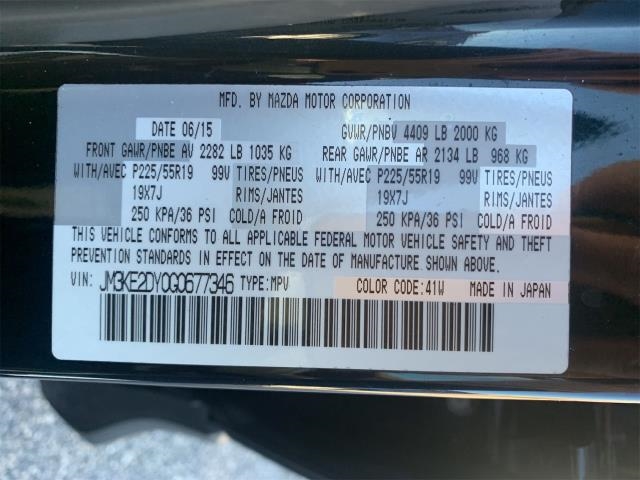 MFD. BY MAZDA MOTOR CORPORATION
DATE 06/15 GVWR/PNBV 4409 LB 2000 KG
FRONT GAWR/PNBE AV 2282 LB 1035 KG REAR GAWR/PNBE AR 2134 LB 968 KG
WITH/AVEC P225/55R19 99V TIRES/PNEUS WITH/AVEC P225/55R19 99V TIRES/PNEUS
19X7J RIMS/JANTES 19X7J RIMS/JANTES
250 KPA/36 PSI COLD/A FROID 250 KPA/36 PSI COLD/A FROID
THIS VEHICLE CONFORMS TO ALL APPLICABLE FEDERAL MOTOR VEHICLE SAFETY AND THEFT
PREVENTION STANDARDS IN EFFECT ON THE DATE OF MANUFACTURE SHOWN ABOVE.
VIN: JM3KE2DY0G0677346 TYPE:MPV COLOR CODE:41W MADE IN JAPAN